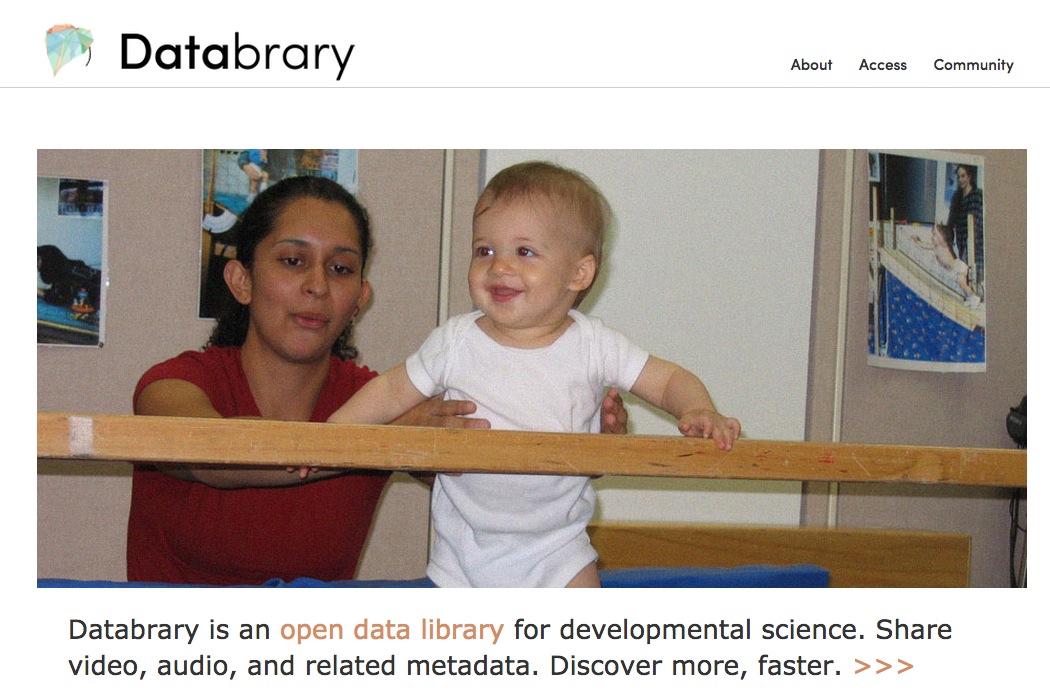 Databrary
About Access Community
Databrary is an open data library for developmental science. Share
video, audio, and related metadata. Discover more, faster. >>>